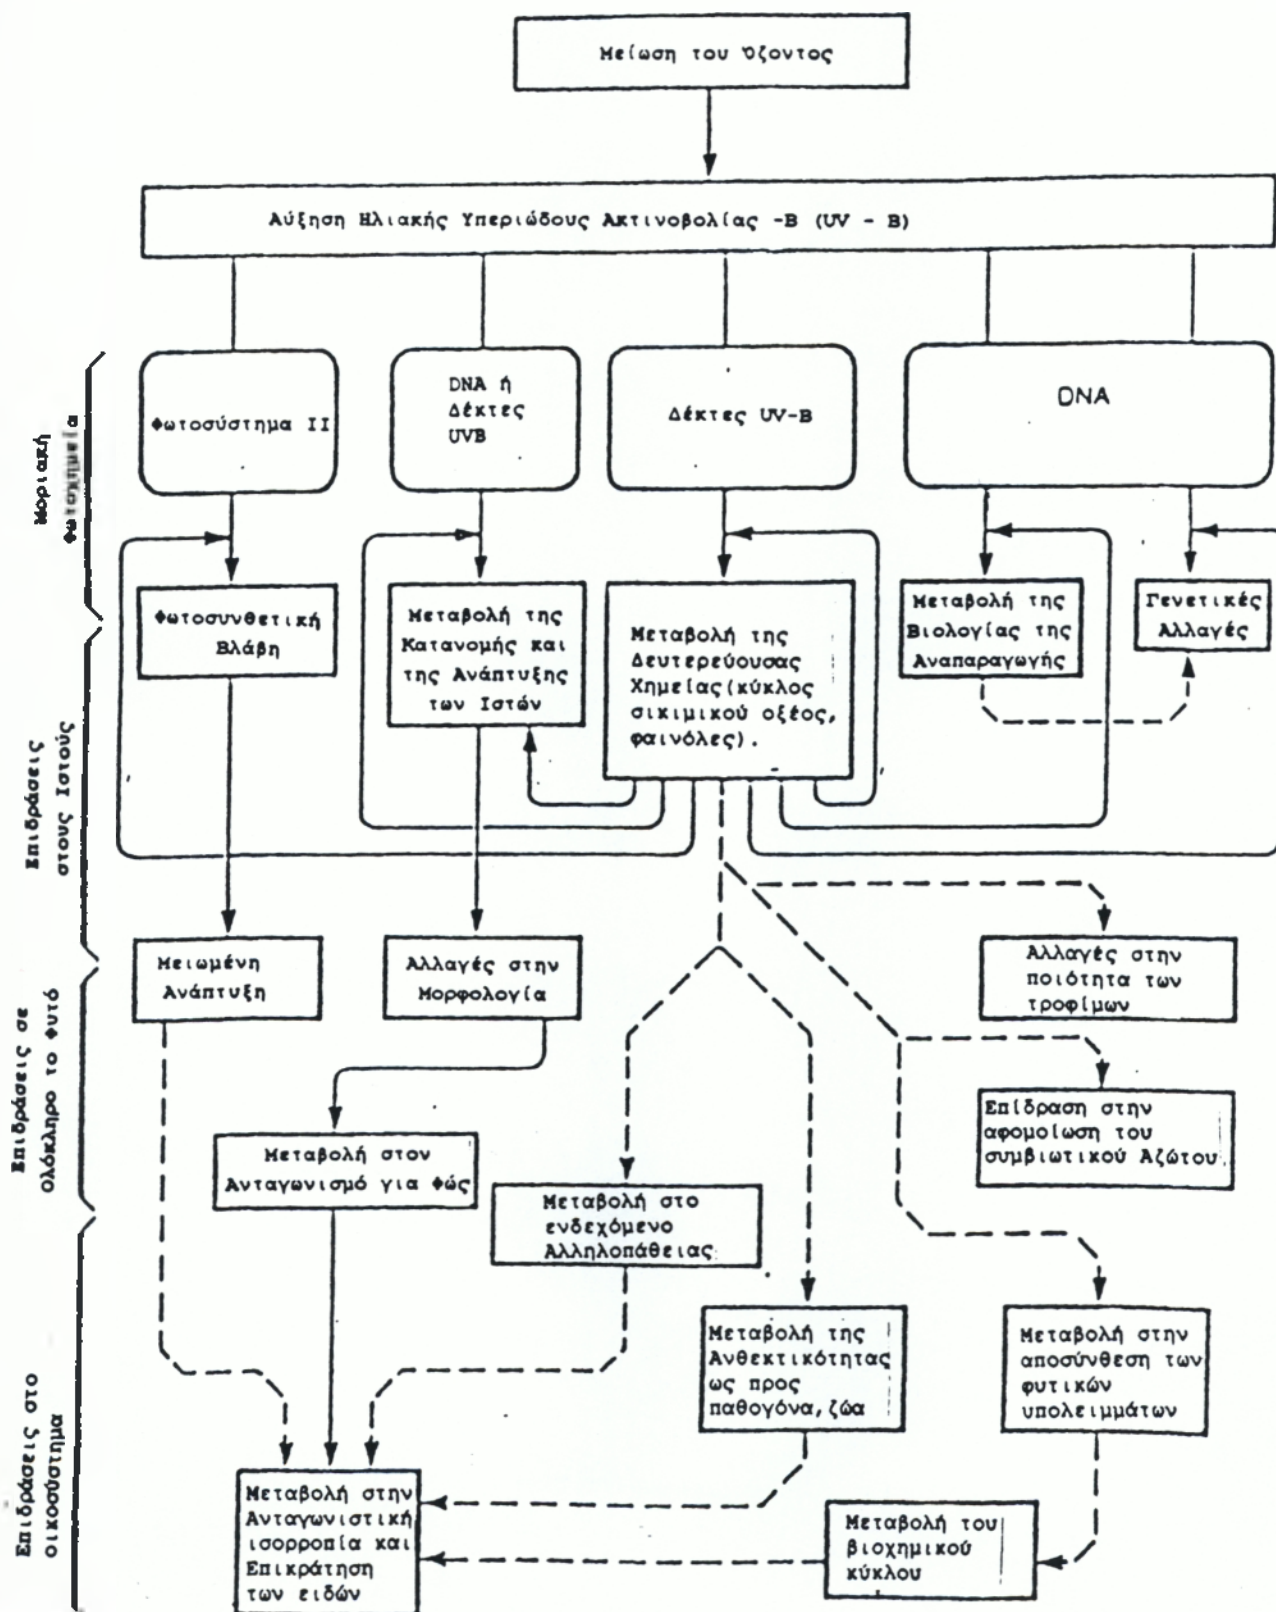 Μείωση του Όζοντος
Αύξηση Ηλιακής Υπεριώδους Ακτινοβολίας -Β (UV - B)
Μοριακή
Φωτοχημεία
Φωτοσύστημα ΙΙ
DNA ή
Δέκτες
UVB
Δέκτες UV-B
DNA
Επιδράσεις
στους Ιστούς
Φωτοσυνθετική
Βλάβη
Μεταβολή της
Κατανομής και
της Ανάπτυξης
των Ιστών
Μεταβολή της
Δευτερεύουσας
Χημείας(κύκλος
σικιμικού οξέος,
φαινόλες).
Μεταβολή της
Βιολογίας της
Αναπαραγωγής
Γενετικές
Αλλαγές
Επιδράσεις σε
Ολόκληρο το Φυτό
Μειωμένη
Ανάπτυξη
Αλλαγές στην
Μορφολογία
Αλλαγές στην
ποιότητα των
τροφίμων
Επίδραση στην
αφομοίωση του
συμβιωτικού Αζώτου
Μεταβολή στον
Ανταγωνισμό για Φώς
Μεταβολή στο
ενδεχόμενο
Αλληλοπάθειας
Επιδράσεις στο
οικοσύστημα
Μεταβολή της
Ανθεκτικότητας
ως προς
παθογόνα,ζώα
Μεταβολή στην
αποσύνθεση των
φυτικών
υπολειμμάτων
Μεταβολή στην
Ανταγωνιστική
ισορροπία και
Επικράτηση
των ειδών
Μεταβολή του
βιοχημικού
κύκλου